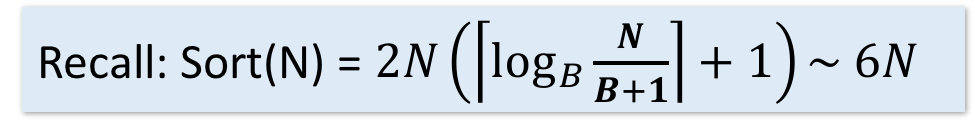 Recall: Sort(N) = 2N (⌈log_B N/(B+1)⌉ + 1) ~ 6N